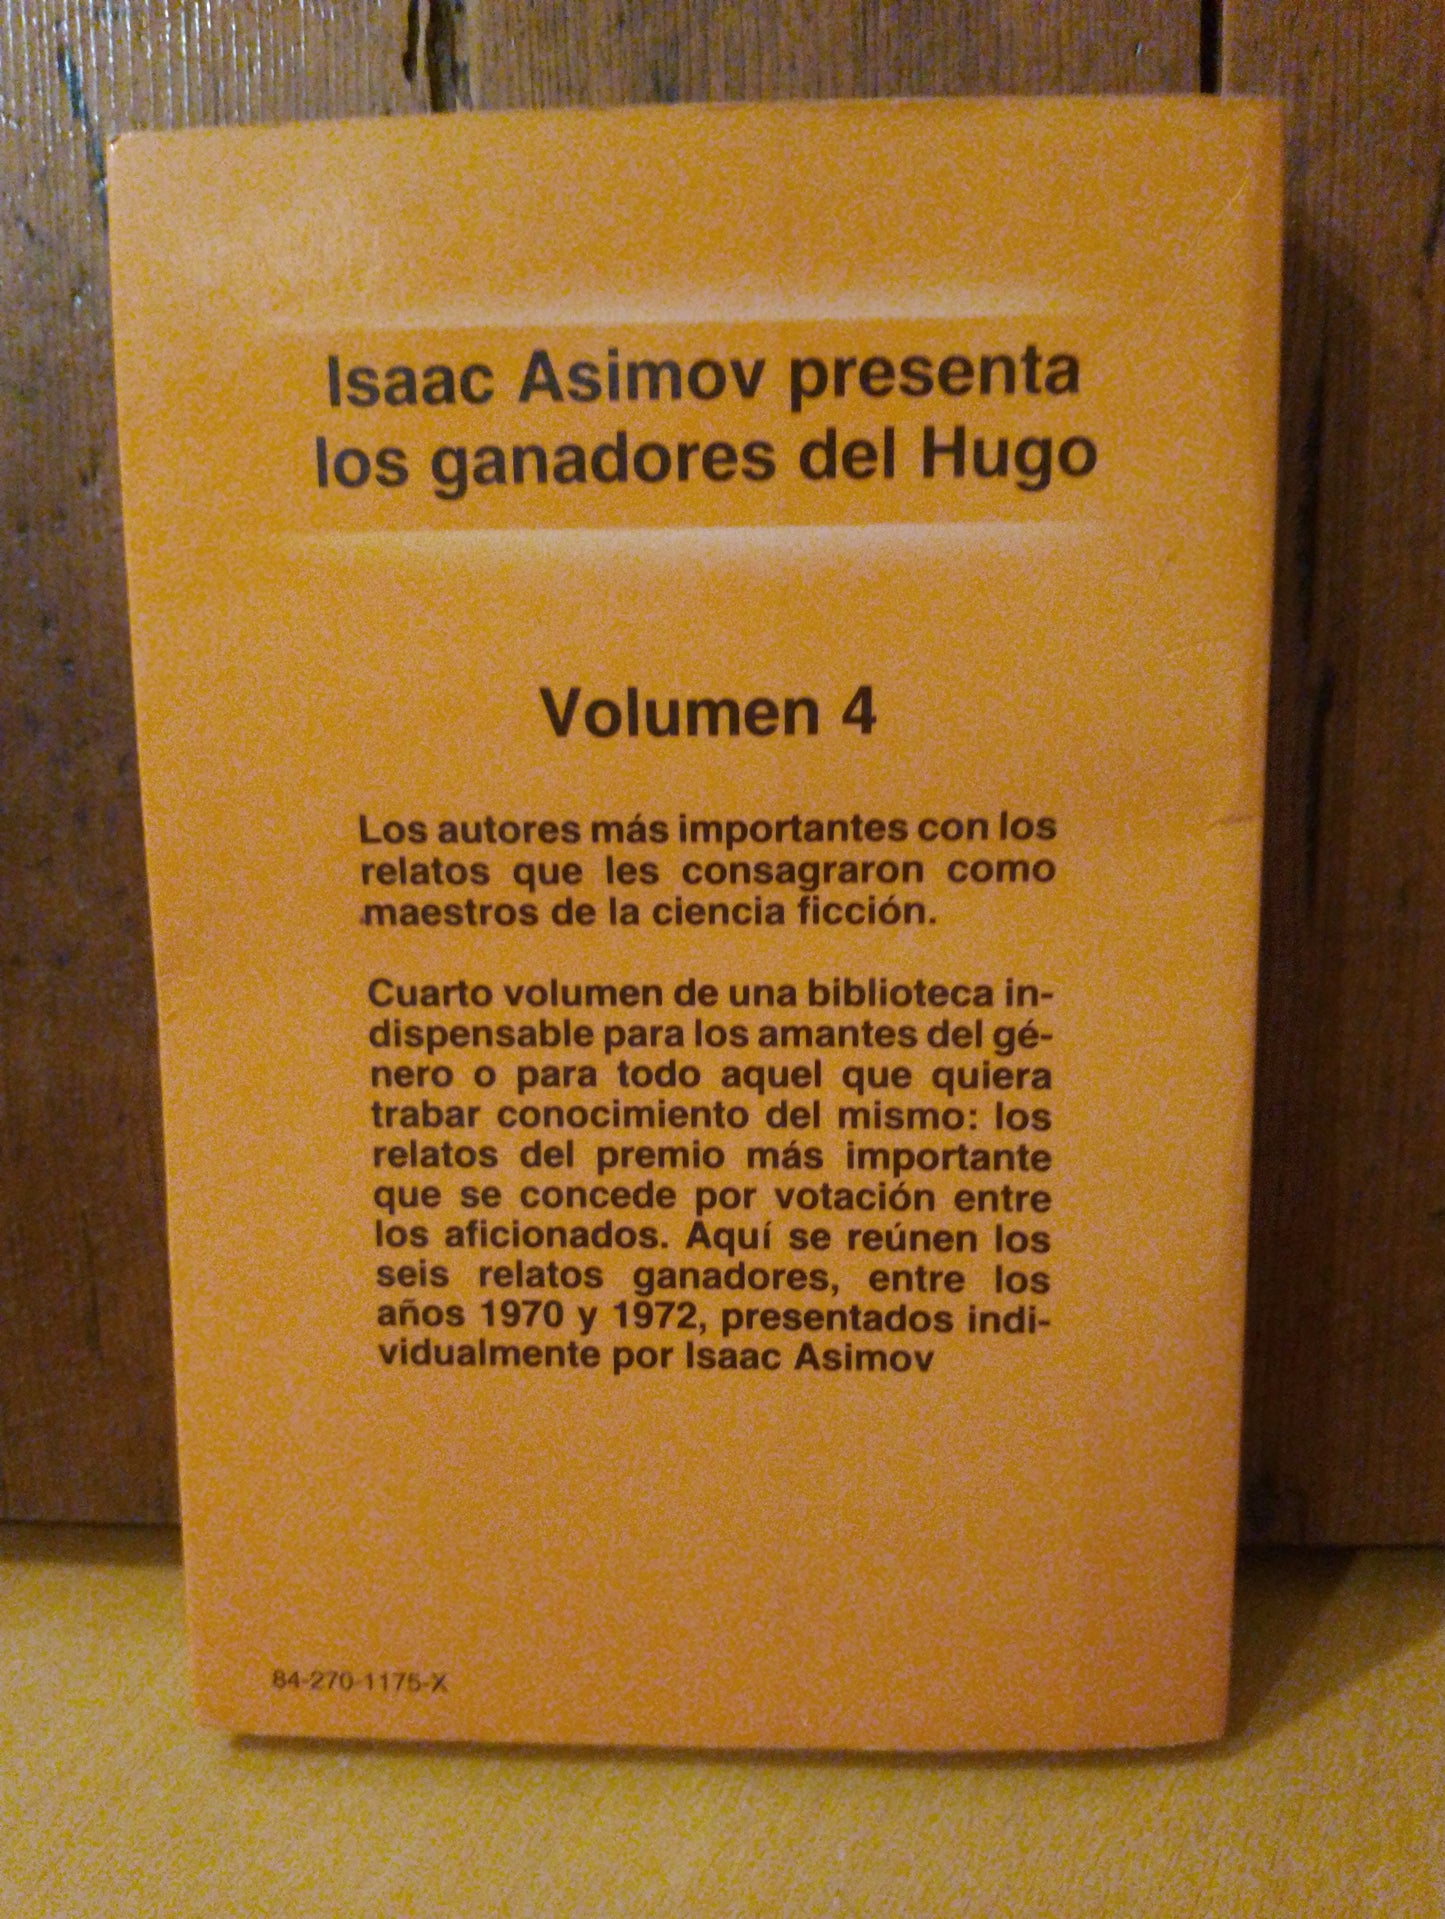 Isaac Asimov presenta
los ganadores del Hugo
Volumen 4
Los autores más importantes con los
relatos que les consagraron como
maestros de la ciencia ficción.
Cuarto volumen de una biblioteca in-
dispensable para los amantes del gé-
nero o para todo aquel que quiera
trabar conocimiento del mismo: los
relatos del premio más importante
que se concede por votación entre
los aficionados. Aquí se reúnen los
seis relatos ganadores, entre los
años 1970 y 1972, presentados indi-
vidualmente por Isaac Asimov
84-270-1175-X